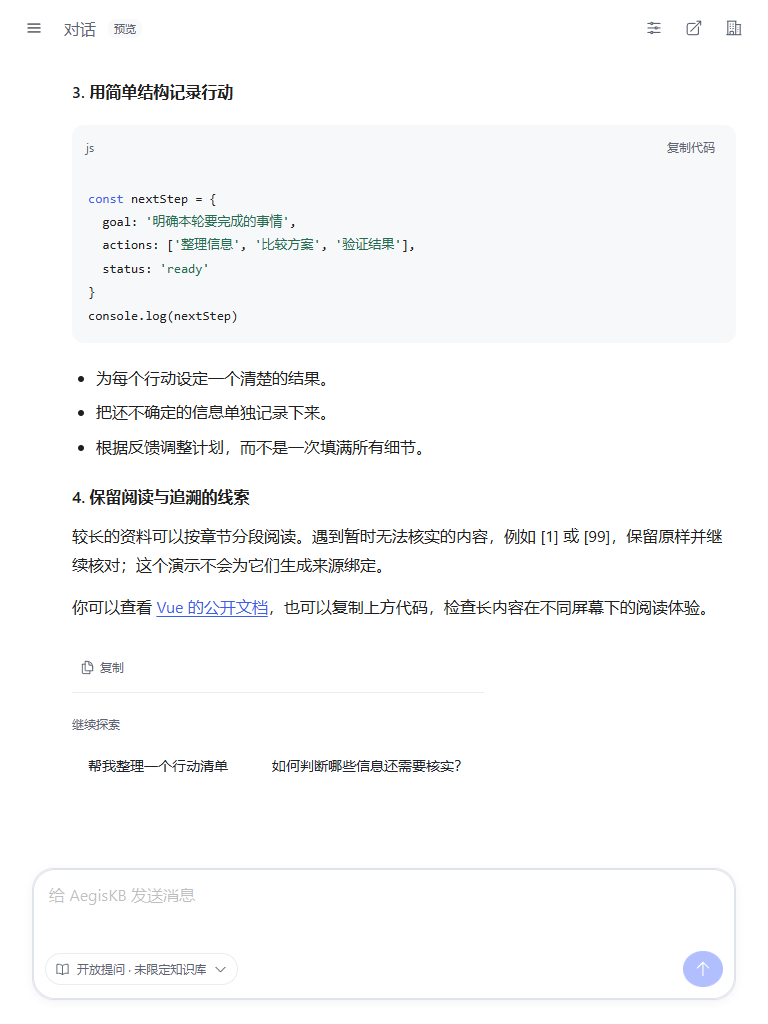 对话 预览
3. 用简单结构记录行动
js 复制代码
const nextStep = {
  goal: '明确本轮要完成的事情',
  actions: ['整理信息', '比较方案', '验证结果'],
  status: 'ready'
}
console.log(nextStep)
为每个行动设定一个清楚的结果。
把还不确定的信息单独记录下来。
根据反馈调整计划，而不是一次填满所有细节。
4. 保留阅读与追溯的线索
较长的资料可以按章节分段阅读。遇到暂时无法核实的内容，例如 [1] 或 [99]，保留原样并继
续核对；这个演示不会为它们生成来源绑定。
你可以查看 Vue 的公开文档，也可以复制上方代码，检查长内容在不同屏幕下的阅读体验。
复制
继续探索
帮我整理一个行动清单 如何判断哪些信息还需要核实？
给 AegisKB 发送消息
开放提问 · 未限定知识库